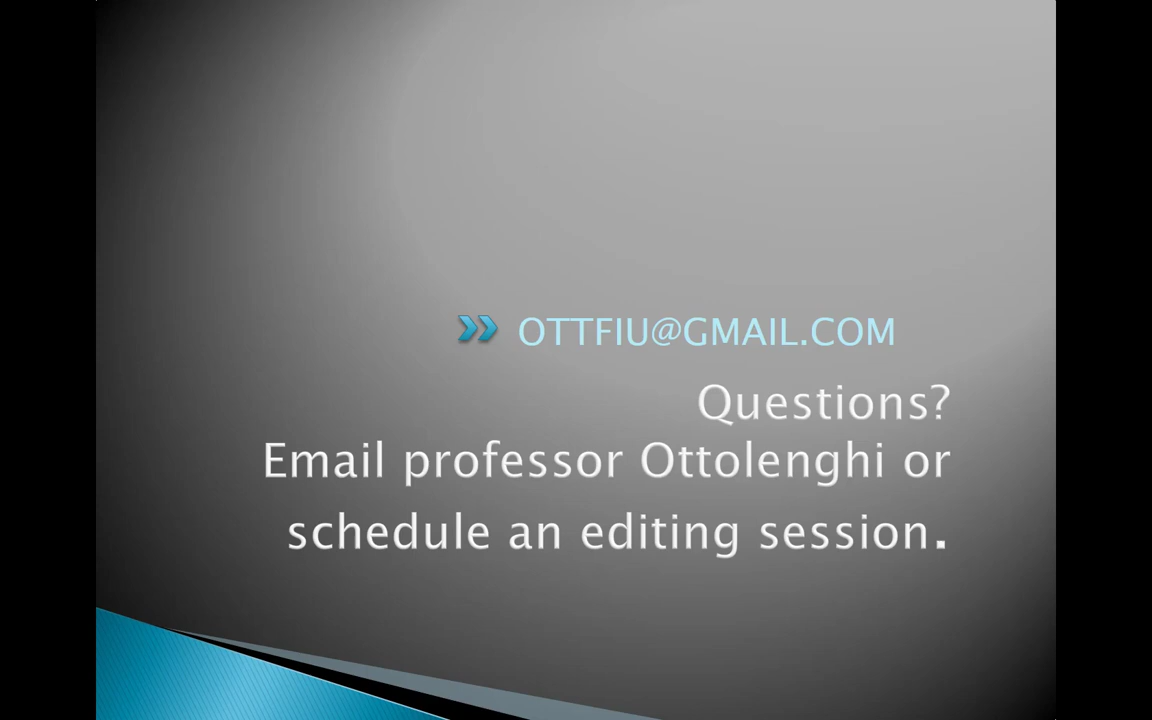 OTTFIU@GMAIL.COM
Questions?
Email professor Ottolenghi or
schedule an editing session.